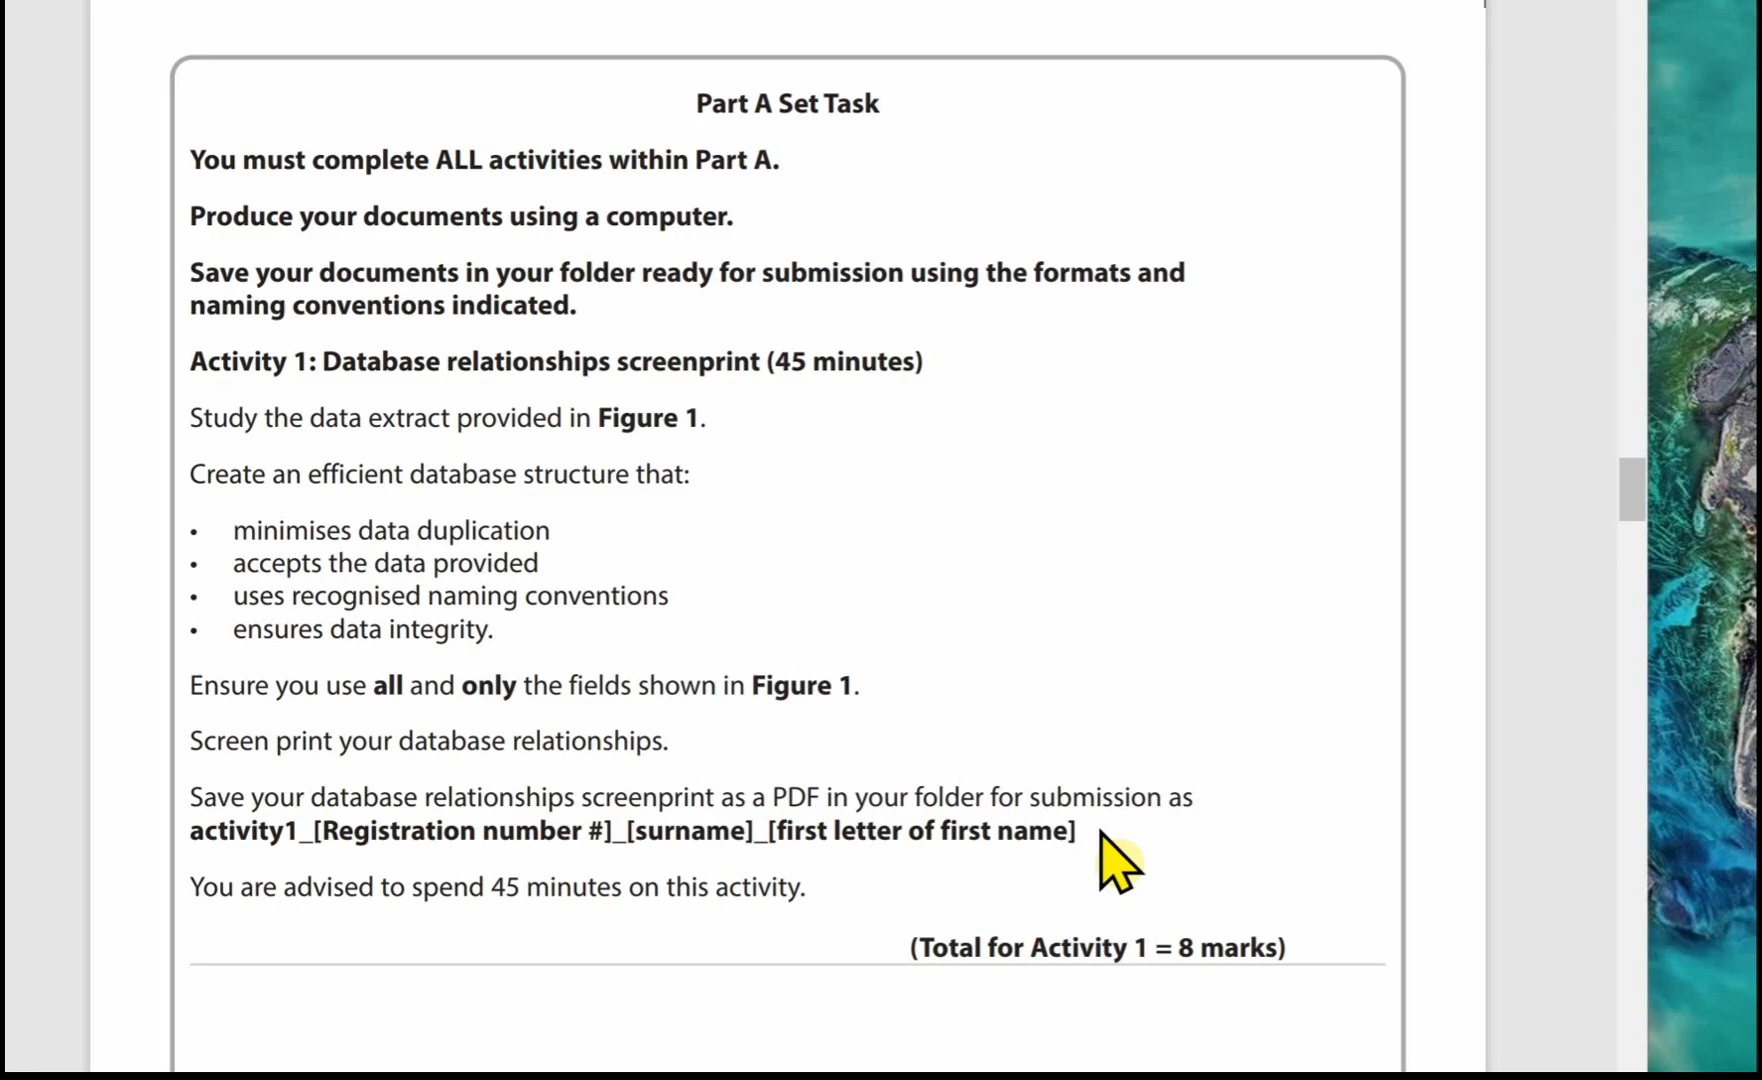 Part A Set Task
You must complete ALL activities within Part A.
Produce your documents using a computer.
Save your documents in your folder ready for submission using the formats and
naming conventions indicated.
Activity 1: Database relationships screenprint (45 minutes)
Study the data extract provided in Figure 1.
Create an efficient database structure that:
• minimises data duplication
• accepts the data provided
• uses recognised naming conventions
• ensures data integrity.
Ensure you use all and only the fields shown in Figure 1.
Screen print your database relationships.
Save your database relationships screenprint as a PDF in your folder for submission as
activity1_[Registration number #]_[surname]_[first letter of first name]
You are advised to spend 45 minutes on this activity.
(Total for Activity 1 = 8 marks)